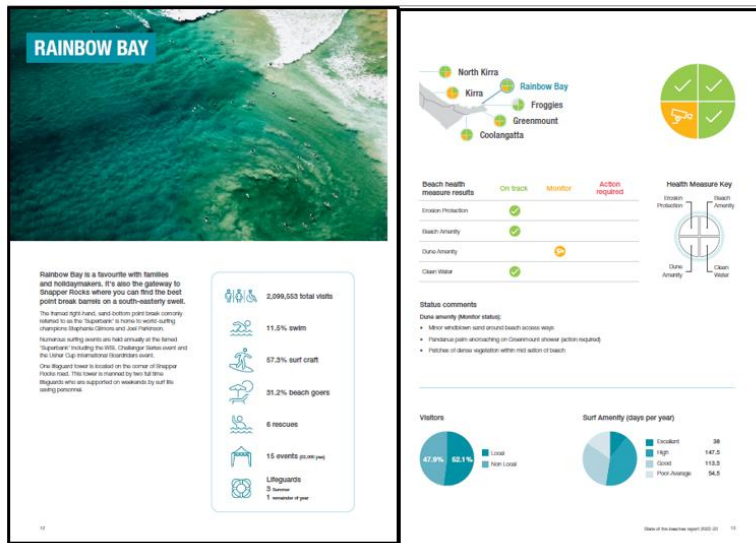 RAINBOW BAY
Rainbow Bay is a favourite with families
and holidaymakers. It's also the gateway to
Snapper Rocks where you can find the best
point break barrels on a south-easterly swell.
The famed right-hand, sand-bottom point break comonly
referred to as the "Superbank" is home to world-surfing
champions Stephanie Gilmore and Joel Parkinson.
Numerous surfing events are held annually at the famed
"Superbank" including the WSL Challenger Series event and
the Usher Cup International Boardriders event.
One lifeguard tower is located on the corner of Snapper
Rocks road. This tower is manned by two full time
lifeguards who are supported on weekends by surf life
saving personnel.
2,099,553 total visits
11.5% swim
57.3% surf craft
31.2% beach goers
6 rescues
15 events
Lifeguards
3 Summer
1 remainder of year
12
North Kirra
Kirra
Rainbow Bay
Froggies
Greenmount
Coolangatta
Beach health
measure results
On track
Monitor
Action
required
Erosion Protection
Beach Amenity
Dune Amenity
Clean Water
Health Measure Key
Erosion
Protection
Beach
Amenity
Dune
Amenity
Clean
Water
Status comments
Dune amenity (Monitor status):
• Minor windblown sand around beach access ways
• Pandanus palm encroaching on Greenmount shower (action required)
• Patches of dense vegetation within mid section of beach
Visitors
47.9%
52.1%
Local
Non Local
Surf Amenity (days per year)
Excellent 38
High 147.5
Good 113.5
Poor-Average 54.5
State of the beaches report 2022-23 13